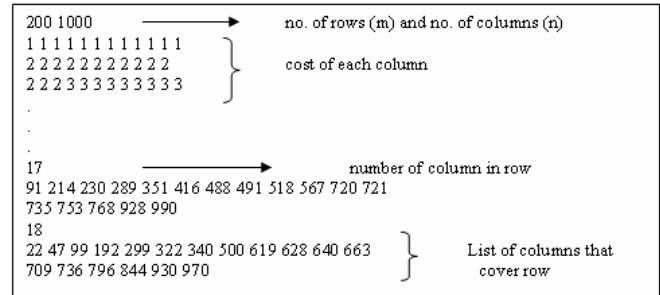 200 1000 no. of rows (m) and no. of columns (n)
1 1 1 1 1 1 1 1 1 1 1 1
2 2 2 2 2 2 2 2 2 2 2 cost of each column
2 2 2 3 3 3 3 3 3 3 3 3
.
.
.
17 number of column in row
91 214 230 289 351 416 488 491 518 567 720 721
735 753 768 928 990
18
22 47 99 192 299 322 340 500 619 628 640 663 List of columns that
709 736 796 844 930 970 cover row